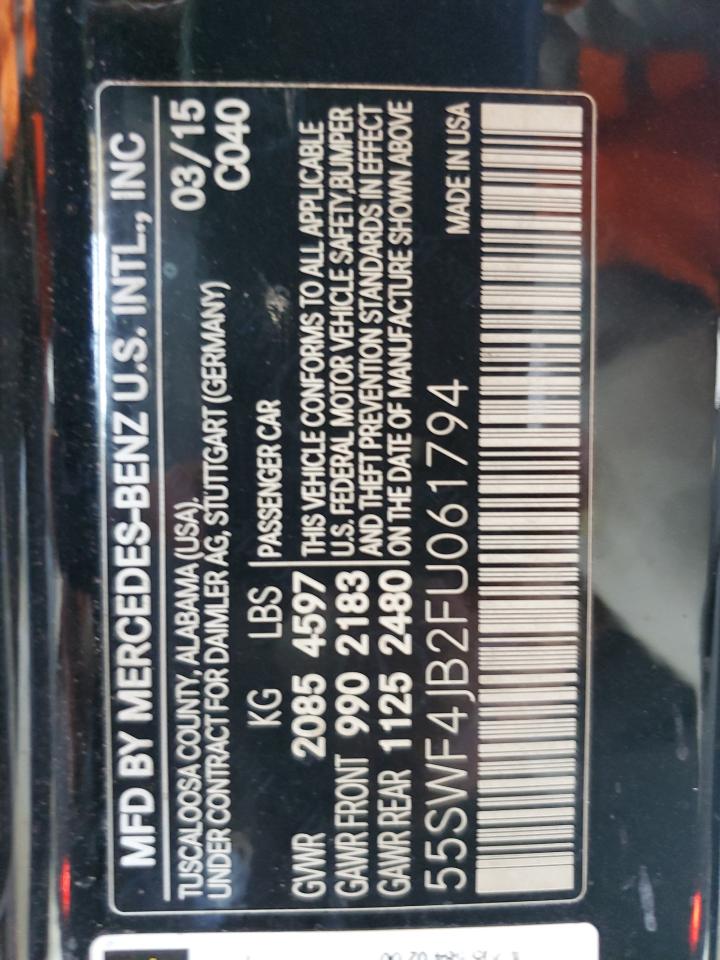 MFD BY MERCEDES-BENZ U.S. INTL., INC
TUSCALOOSA COUNTY, ALABAMA (USA). 03/15
UNDER CONTRACT FOR DAIMLER AG, STUTTGART (GERMANY) C040
KG LBS PASSENGER CAR
GVWR 2085 4597
GAWR FRONT 990 2183
GAWR REAR 1125 2480
THIS VEHICLE CONFORMS TO ALL APPLICABLE
U.S. FEDERAL MOTOR VEHICLE SAFETY,BUMPER
AND THEFT PREVENTION STANDARDS IN EFFECT
ON THE DATE OF MANUFACTURE SHOWN ABOVE
55SWF4JB2FU061794 MADE IN USA